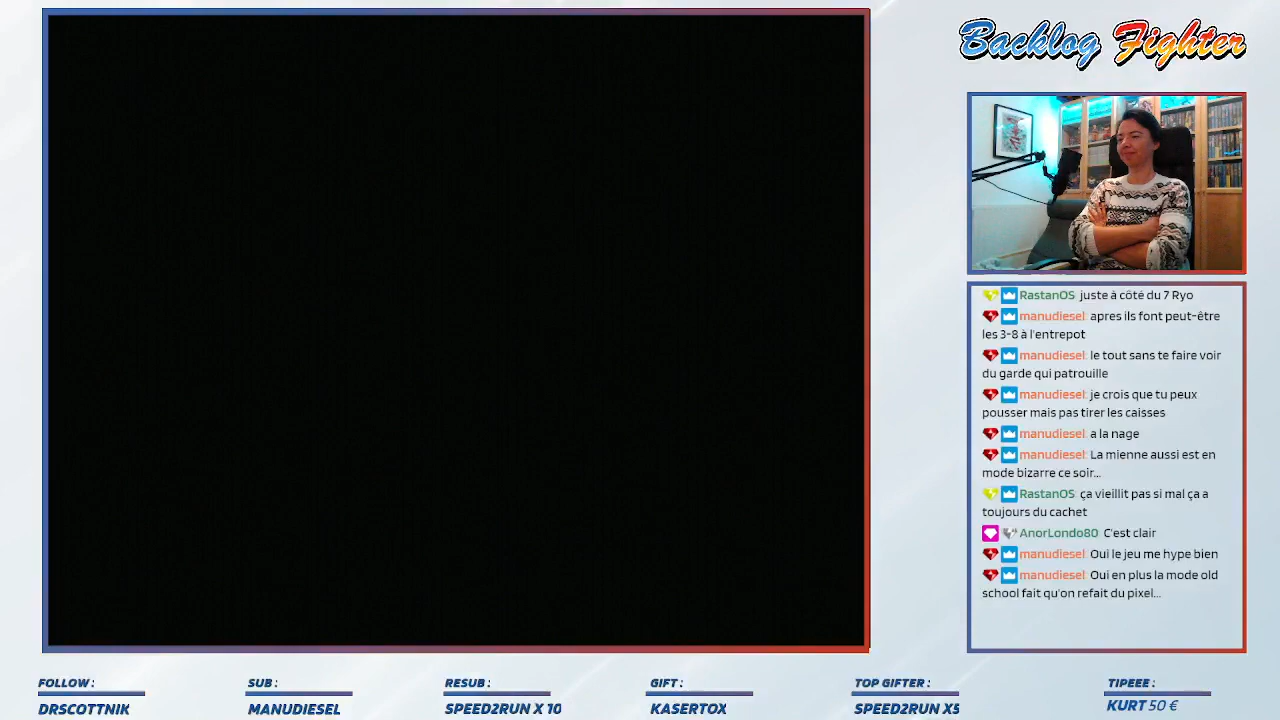 Backlog Fighter
RastanOS juste à côté du 7 Ryo
manudiesel: apres ils font peut-être
les 3-8 à l'entrepot
manudiesel: le tout sans te faire voir
du garde qui patrouille
manudiesel: je crois que tu peux
pousser mais pas tirer les caisses
manudiesel: a la nage
manudiesel: La mienne aussi est en
mode bizarre ce soir...
RastanOS ça vieillit pas si mal ça a
toujours du cachet
AnorLondo80 C'est clair
manudiesel: Oui le jeu me hype bien
manudiesel: Oui en plus la mode old
school fait qu'on refait du pixel...
FOLLOW : SUB : RESUB : GIFT : TOP GIFTER : TIPEEE :
DRSCOTTNIK MANUDIESEL SPEED2RUN X 10 KASERTOX SPEED2RUN X5 KURT 50 €